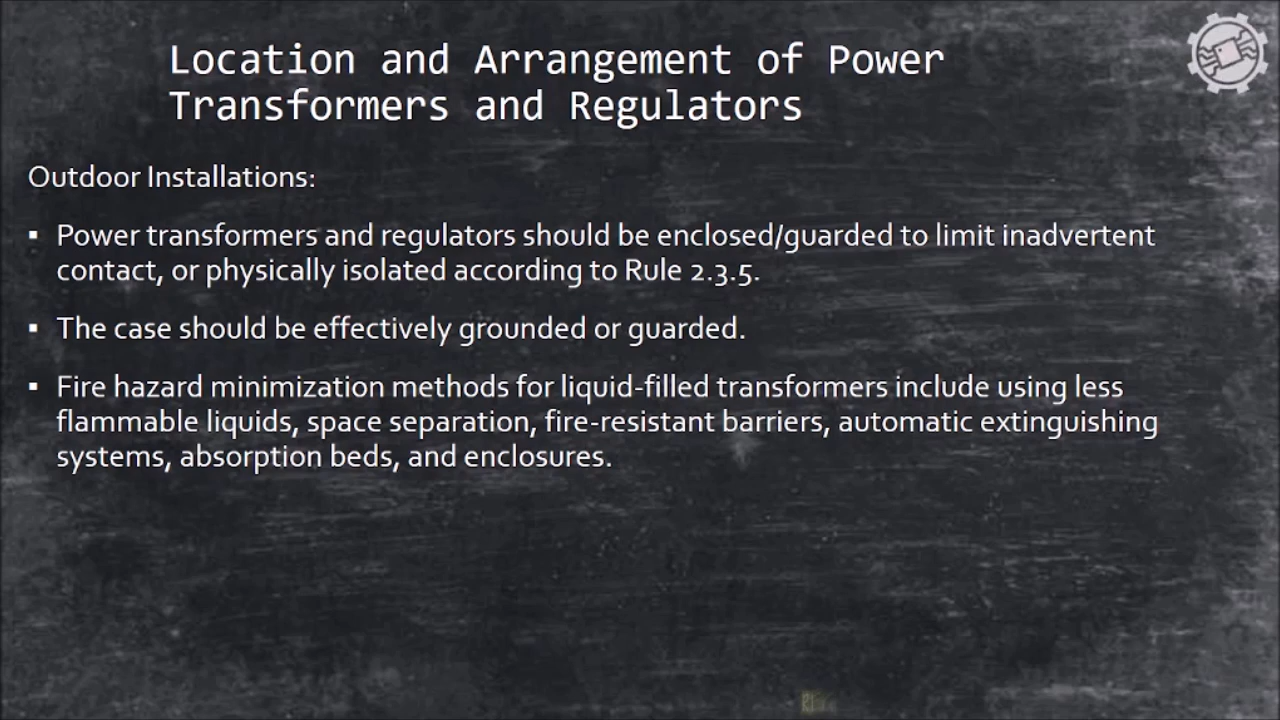 Location and Arrangement of Power
Transformers and Regulators
Outdoor Installations:
▪ Power transformers and regulators should be enclosed/guarded to limit inadvertent
contact, or physically isolated according to Rule 2.3.5.
▪ The case should be effectively grounded or guarded.
▪ Fire hazard minimization methods for liquid-filled transformers include using less
flammable liquids, space separation, fire-resistant barriers, automatic extinguishing
systems, absorption beds, and enclosures.